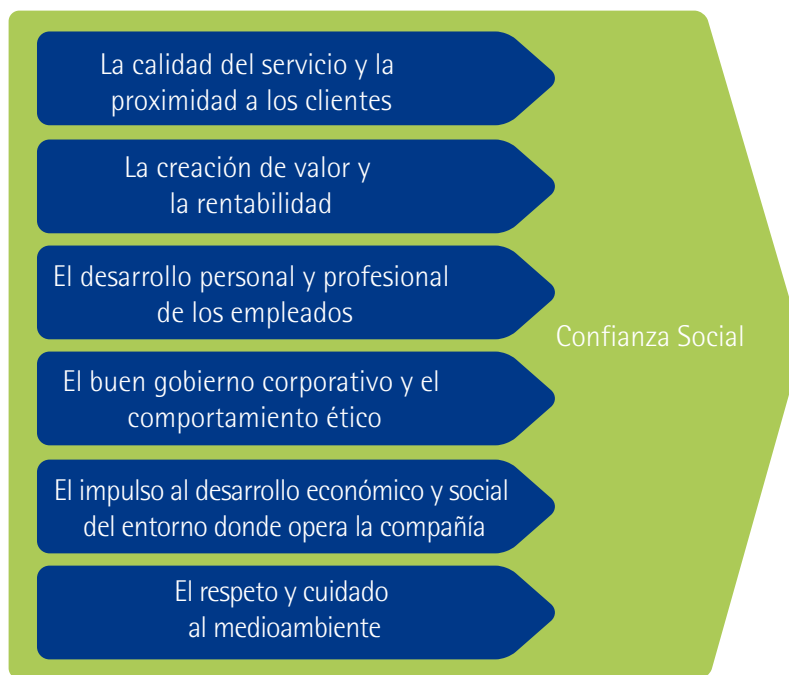 La calidad del servicio y la
proximidad a los clientes
La creación de valor y
la rentabilidad
El desarrollo personal y profesional
de los empleados
El buen gobierno corporativo y el
comportamiento ético
El impulso al desarrollo económico y social
del entorno donde opera la compañía
El respeto y cuidado
al medioambiente
Confianza Social